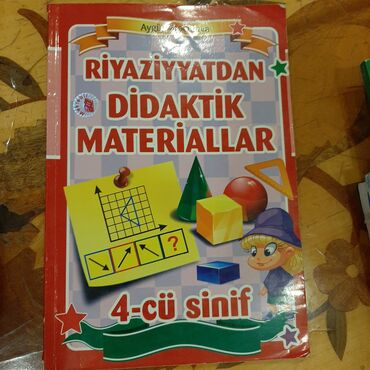 RİYAZİYYATDAN
DİDAKTİK
MATERİALLAR
?
4-cü sinif